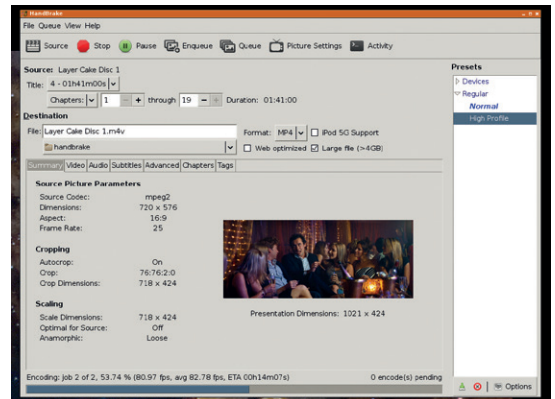 HandBrake
File Queue View Help
Source Stop Pause Enqueue Queue Picture Settings Activity
Source: Layer Cake Disc 1
Title: 4 - 01h41m00s
Chapters: 1 - + through 19 - + Duration: 01:41:00
Destination
File: Layer Cake Disc 1.m4v Format: MP4 iPod 5G Support
handbrake Web optimized Large file (>4GB)
Summary Video Audio Subtitles Advanced Chapters Tags
Source Picture Parameters
Source Codec: mpeg2
Dimensions: 720 x 576
Aspect: 16:9
Frame Rate: 25
Cropping
Autocrop: On
Crop: 76:76:2:0
Crop Dimensions: 718 x 424
Scaling
Scale Dimensions: 718 x 424
Optimal for Source: Off
Anamorphic: Loose
Presentation Dimensions: 1021 x 424
Encoding: job 2 of 2, 53.74 % (80.97 fps, avg 82.78 fps, ETA 00h14m07s) 0 encode(s) pending
Presets
Devices
Regular
Normal
High Profile
Options